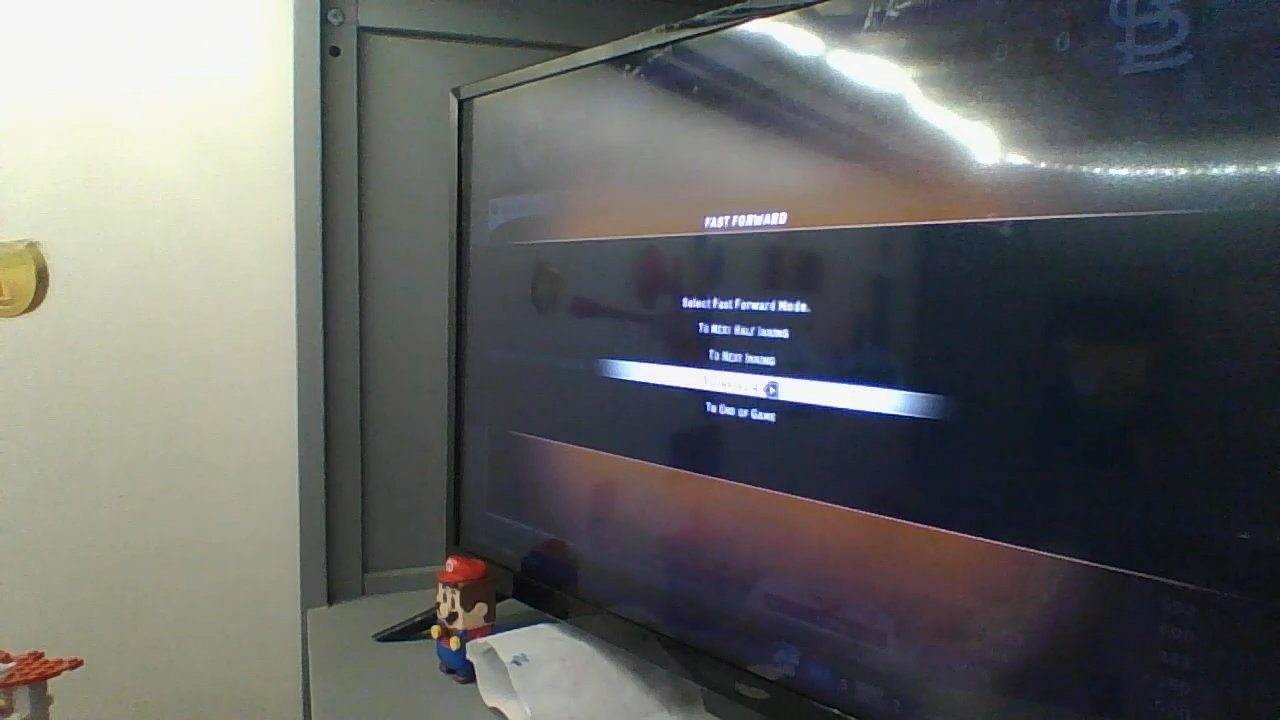 FAST FORWARD
Select Fast Forward Mode.
To Next Half Inning
To Next Inning
To End of Game